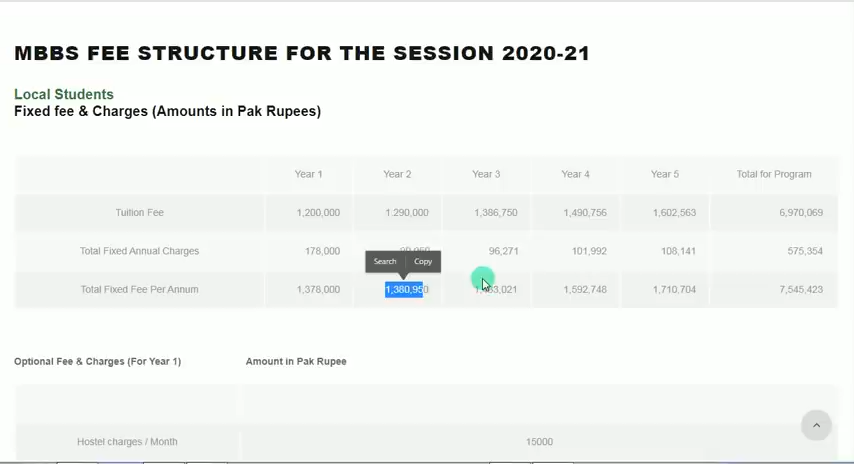 MBBS FEE STRUCTURE FOR THE SESSION 2020-21
Local Students
Fixed fee & Charges (Amounts in Pak Rupees)
Year 1 Year 2 Year 3 Year 4 Year 5 Total for Program
Tuition Fee 1,200,000 1.290,000 1,386,750 1,490,756 1,602,563 6,970,069
Total Fixed Annual Charges 178,000 96,271 101,992 108,141 575,354
Search Copy
Total Fixed Fee Per Annum 1,378,000 1,380,950 1,592,748 1,710,704 7,545,423
Optional Fee & Charges (For Year 1) Amount in Pak Rupee
Hostel charges / Month 15000